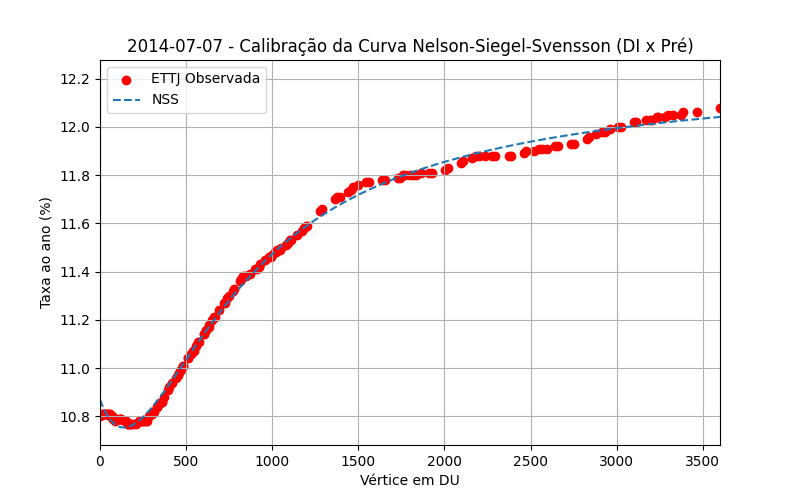 2014-07-07 - Calibração da Curva Nelson-Siegel-Svensson (DI x Pré)
ETTJ Observada
NSS
Taxa ao ano (%)
12.2
12.0
11.8
11.6
11.4
11.2
11.0
10.8
0 500 1000 1500 2000 2500 3000 3500
Vértice em DU